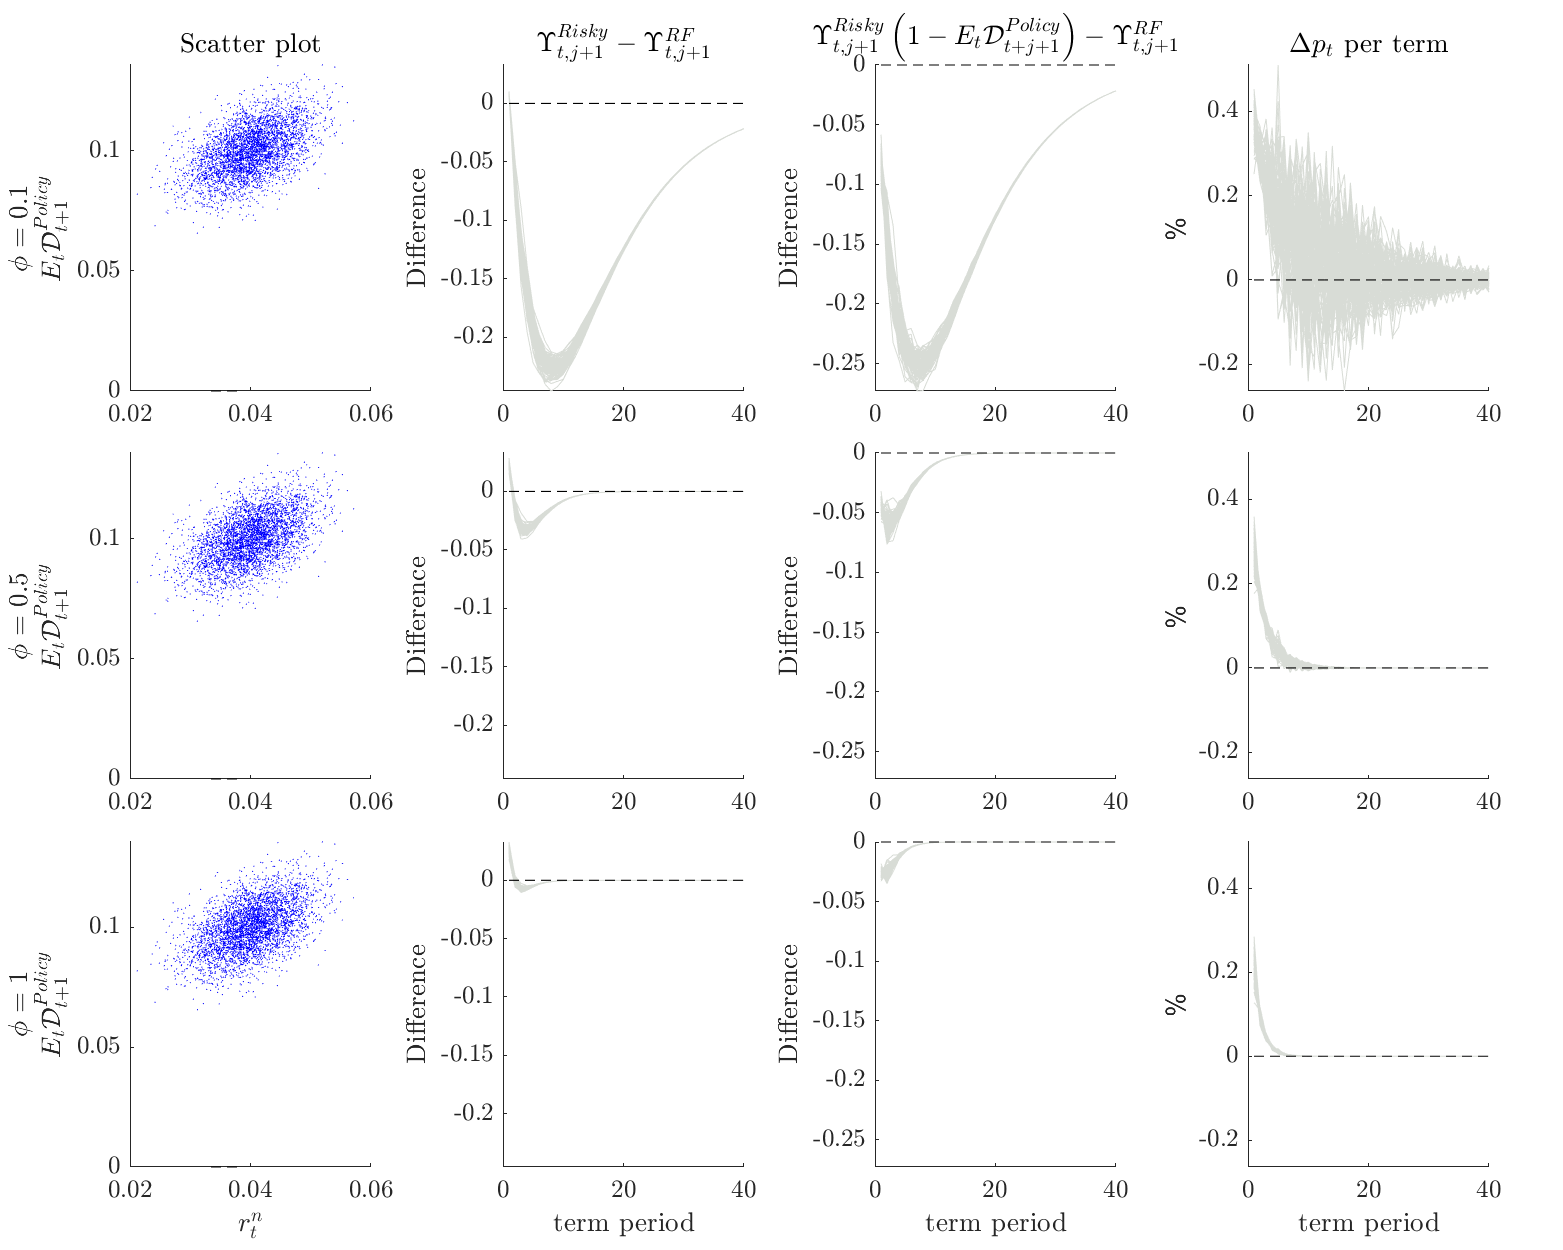 Scatter plot
Υ^{Risky}_{t,j+1} − Υ^{RF}_{t,j+1}
Υ^{Risky}_{t,j+1} (1 − E_t 𝒟^{Policy}_{t+j+1}) − Υ^{RF}_{t,j+1}
Δp_t per term
ϕ = 0.1
E_t 𝒟^{Policy}_{t+1}
0.1
0.05
0
0.02 0.04 0.06
Difference
0
-0.05
-0.1
-0.15
-0.2
0 20 40
Difference
0
-0.05
-0.1
-0.15
-0.2
-0.25
0 20 40
%
0.4
0.2
0
-0.2
0 20 40
ϕ = 0.5
E_t 𝒟^{Policy}_{t+1}
0.1
0.05
0
0.02 0.04 0.06
Difference
0
-0.05
-0.1
-0.15
-0.2
0 20 40
Difference
0
-0.05
-0.1
-0.15
-0.2
-0.25
0 20 40
%
0.4
0.2
0
-0.2
0 20 40
ϕ = 1
E_t 𝒟^{Policy}_{t+1}
0.1
0.05
0
0.02 0.04 0.06
r^n_t
Difference
0
-0.05
-0.1
-0.15
-0.2
0 20 40
term period
Difference
0
-0.05
-0.1
-0.15
-0.2
-0.25
0 20 40
term period
%
0.4
0.2
0
-0.2
0 20 40
term period